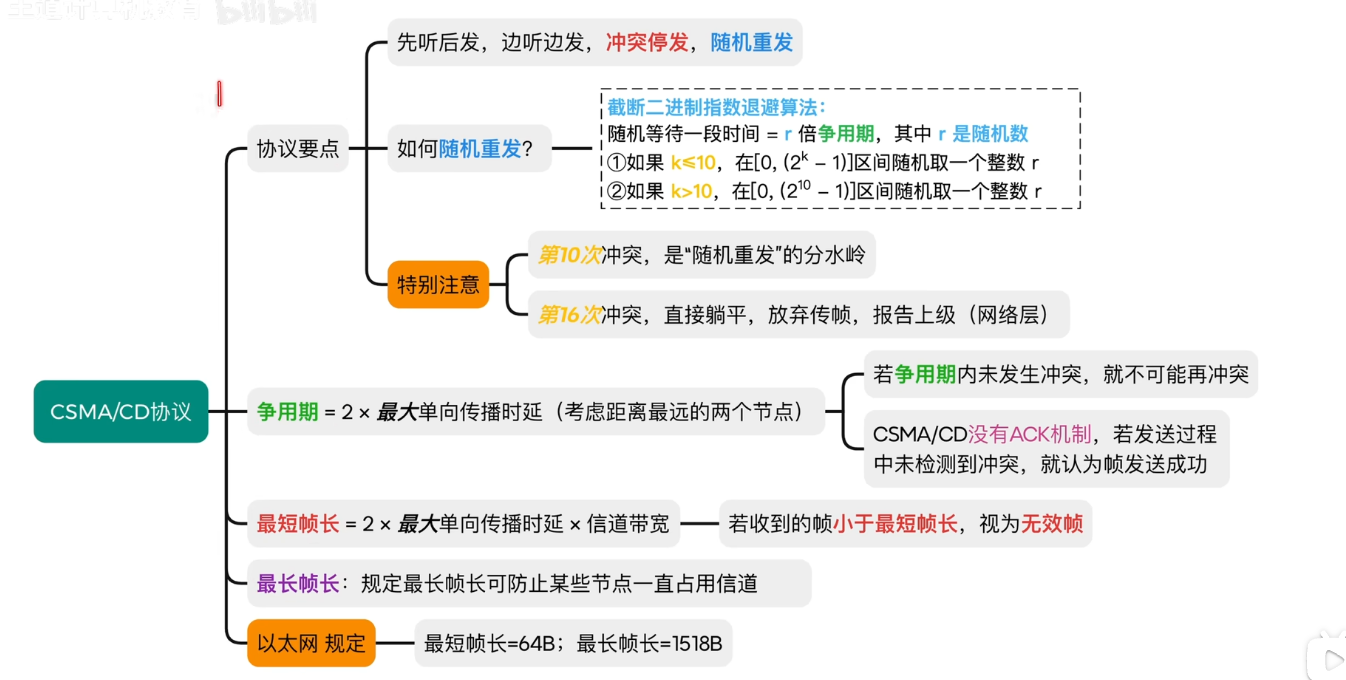 先听后发，边听边发，冲突停发，随机重发
截断二进制指数退避算法：
随机等待一段时间 = r 倍争用期，其中 r 是随机数
①如果 k≤10，在[0, (2^k − 1)]区间随机取一个整数 r
②如果 k>10，在[0, (2^10 − 1)]区间随机取一个整数 r
协议要点
如何随机重发？
第10次冲突，是“随机重发”的分水岭
特别注意
第16次冲突，直接躺平，放弃传帧，报告上级（网络层）
若争用期内未发生冲突，就不可能再冲突
CSMA/CD协议
争用期 = 2 × 最大单向传播时延（考虑距离最远的两个节点）
CSMA/CD没有ACK机制，若发送过程
中未检测到冲突，就认为帧发送成功
最短帧长 = 2 × 最大单向传播时延 × 信道带宽
若收到的帧小于最短帧长，视为无效帧
最长帧长：规定最长帧长可防止某些节点一直占用信道
以太网 规定
最短帧长=64B；最长帧长=1518B